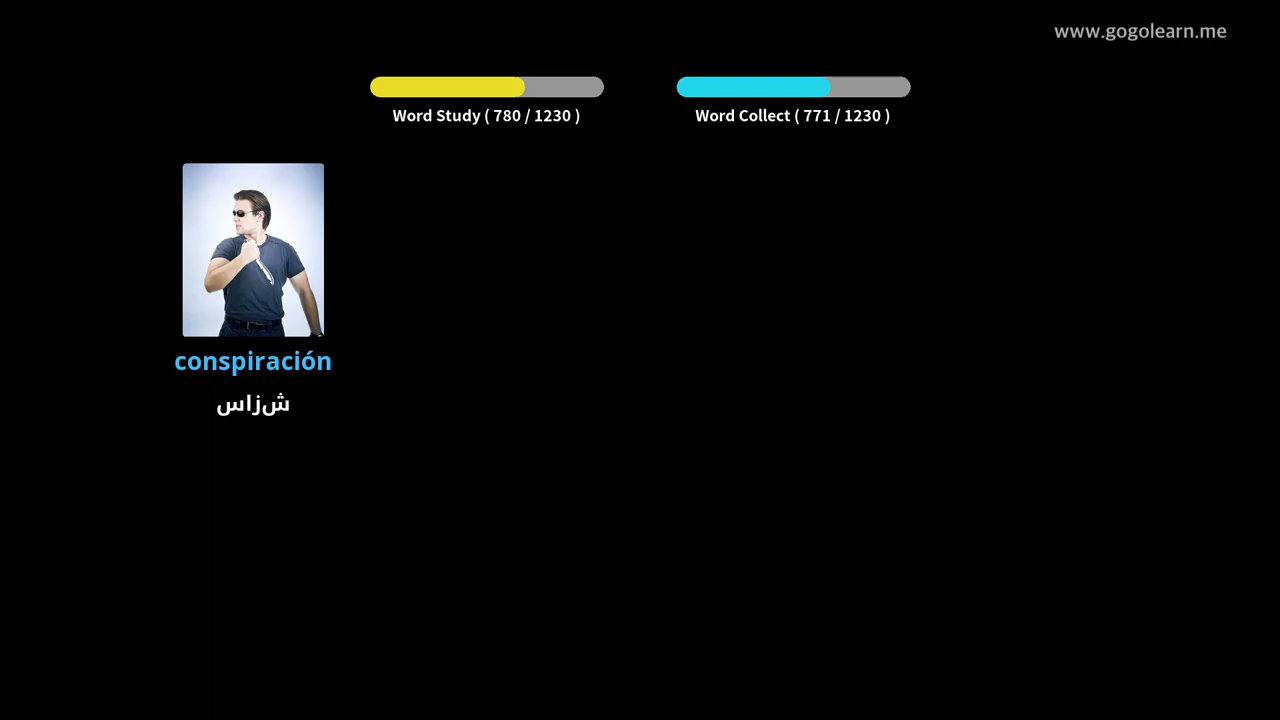 www.gogolearn.me
Word Study ( 780 / 1230 )
Word Collect ( 771 / 1230 )
conspiración
شزاس